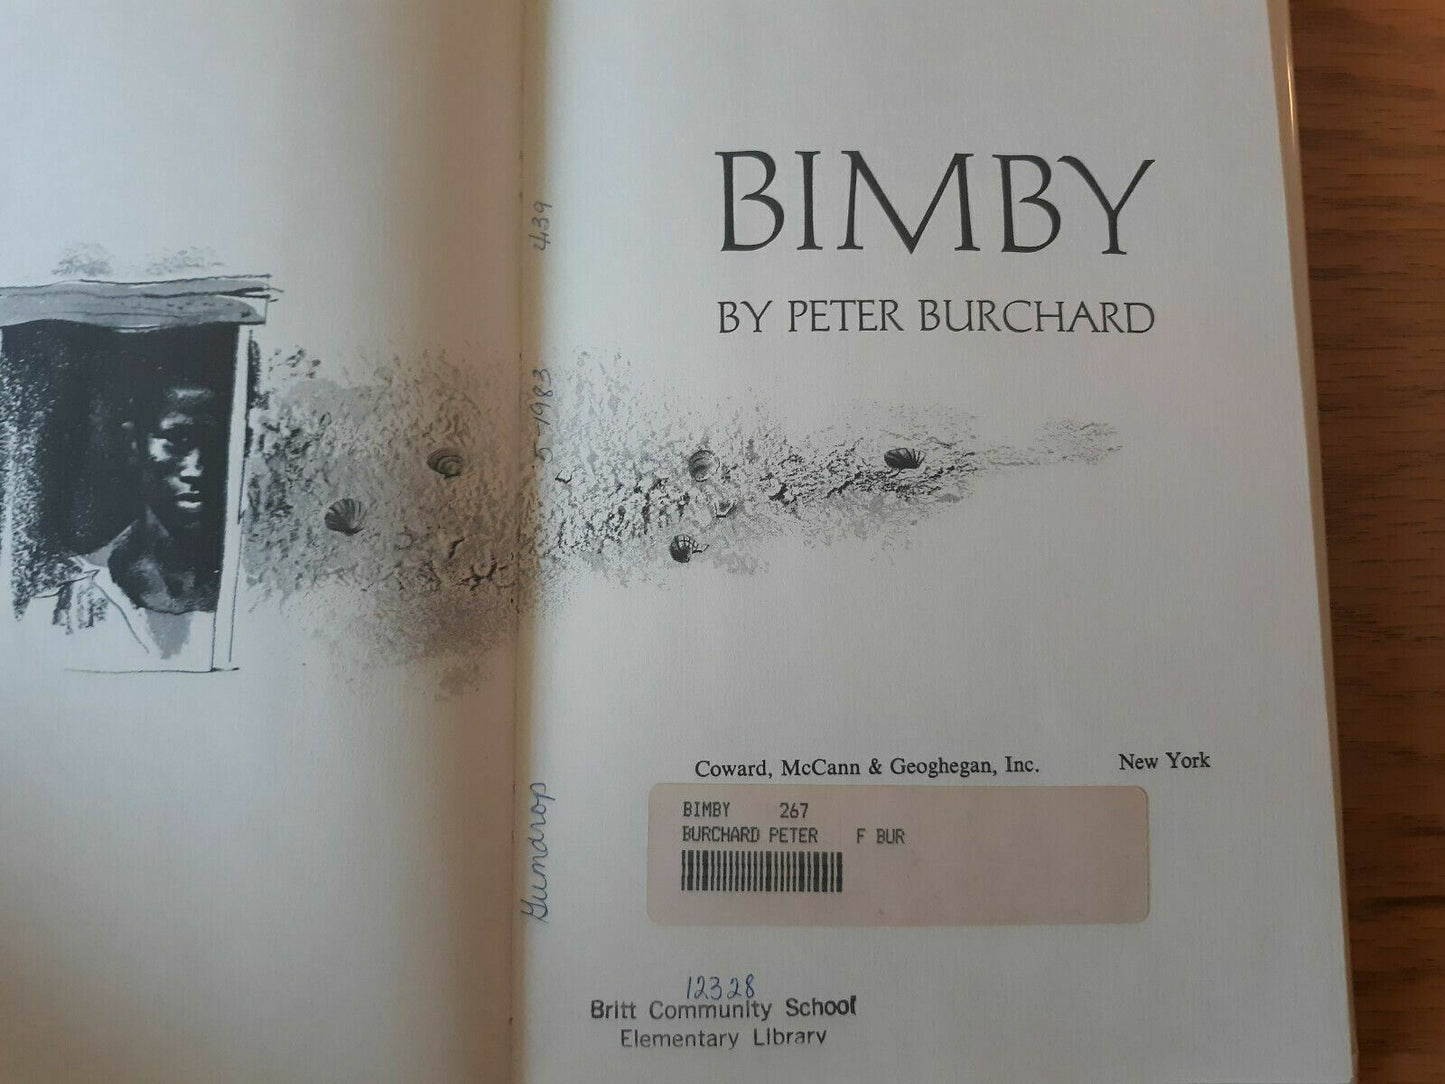 BIMBY
BY PETER BURCHARD
439
5-1983
Gumdrop
Coward, McCann & Geoghegan, Inc. New York
BIMBY 267
BURCHARD PETER F BUR
12328
Britt Community School
Elementary Library